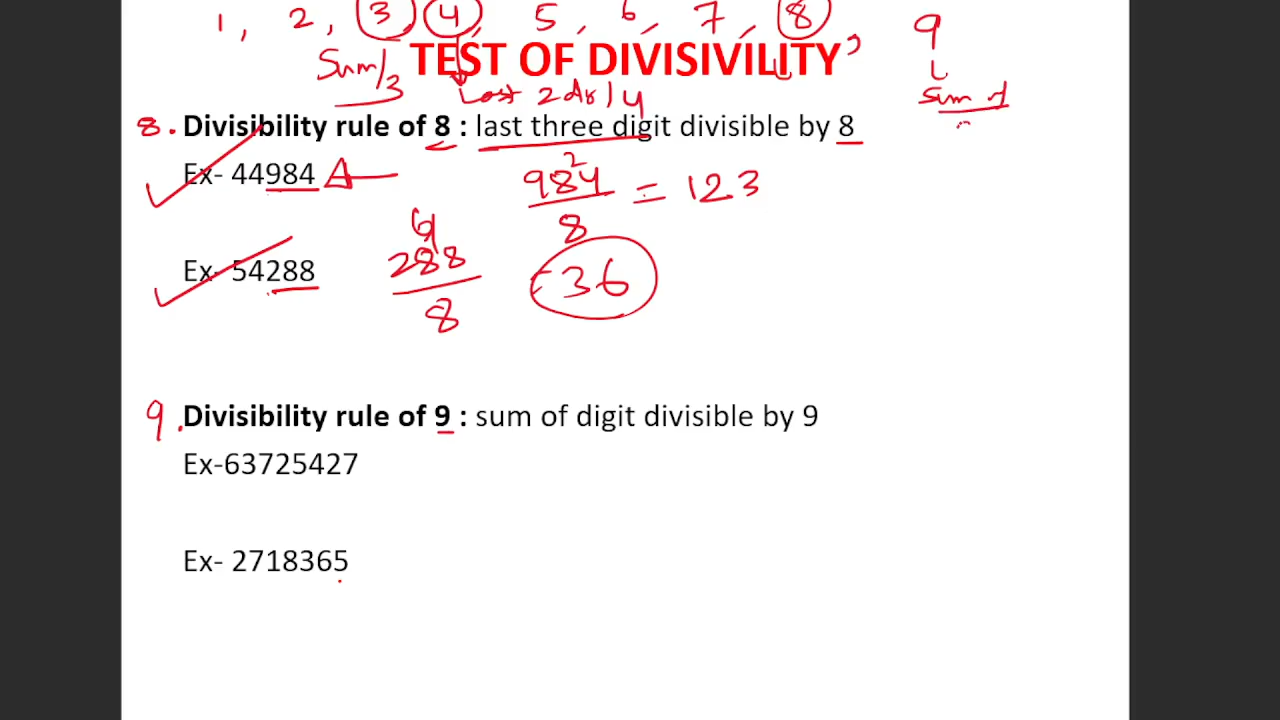 1, 2, 3, 4, 5, 6, 7, 8, 9
TEST OF DIVISIVILITY
Sum/3
Last 2 /4
Sum of
8. Divisibility rule of 8 : last three digit divisible by 8
Ex- 44984
984/8 = 123
2
Ex- 54288
288/8
36
9. Divisibility rule of 9 : sum of digit divisible by 9
Ex-63725427
Ex- 2718365